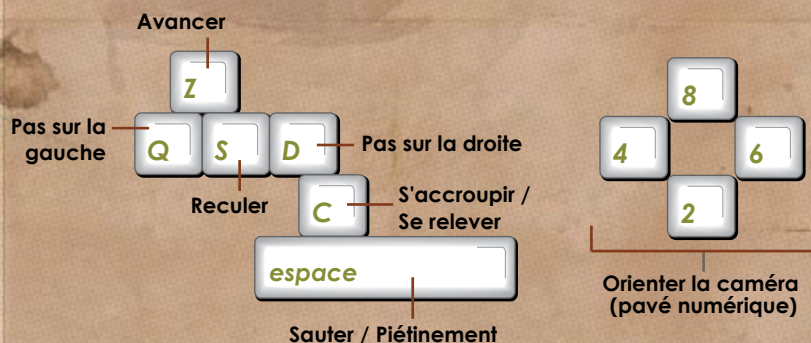 Avancer
Z
Pas sur la
gauche
Q
S
D
Pas sur la droite
Reculer
C
S'accroupir /
Se relever
espace
Sauter / Piétinement
8
4
6
2
Orienter la caméra
(pavé numérique)